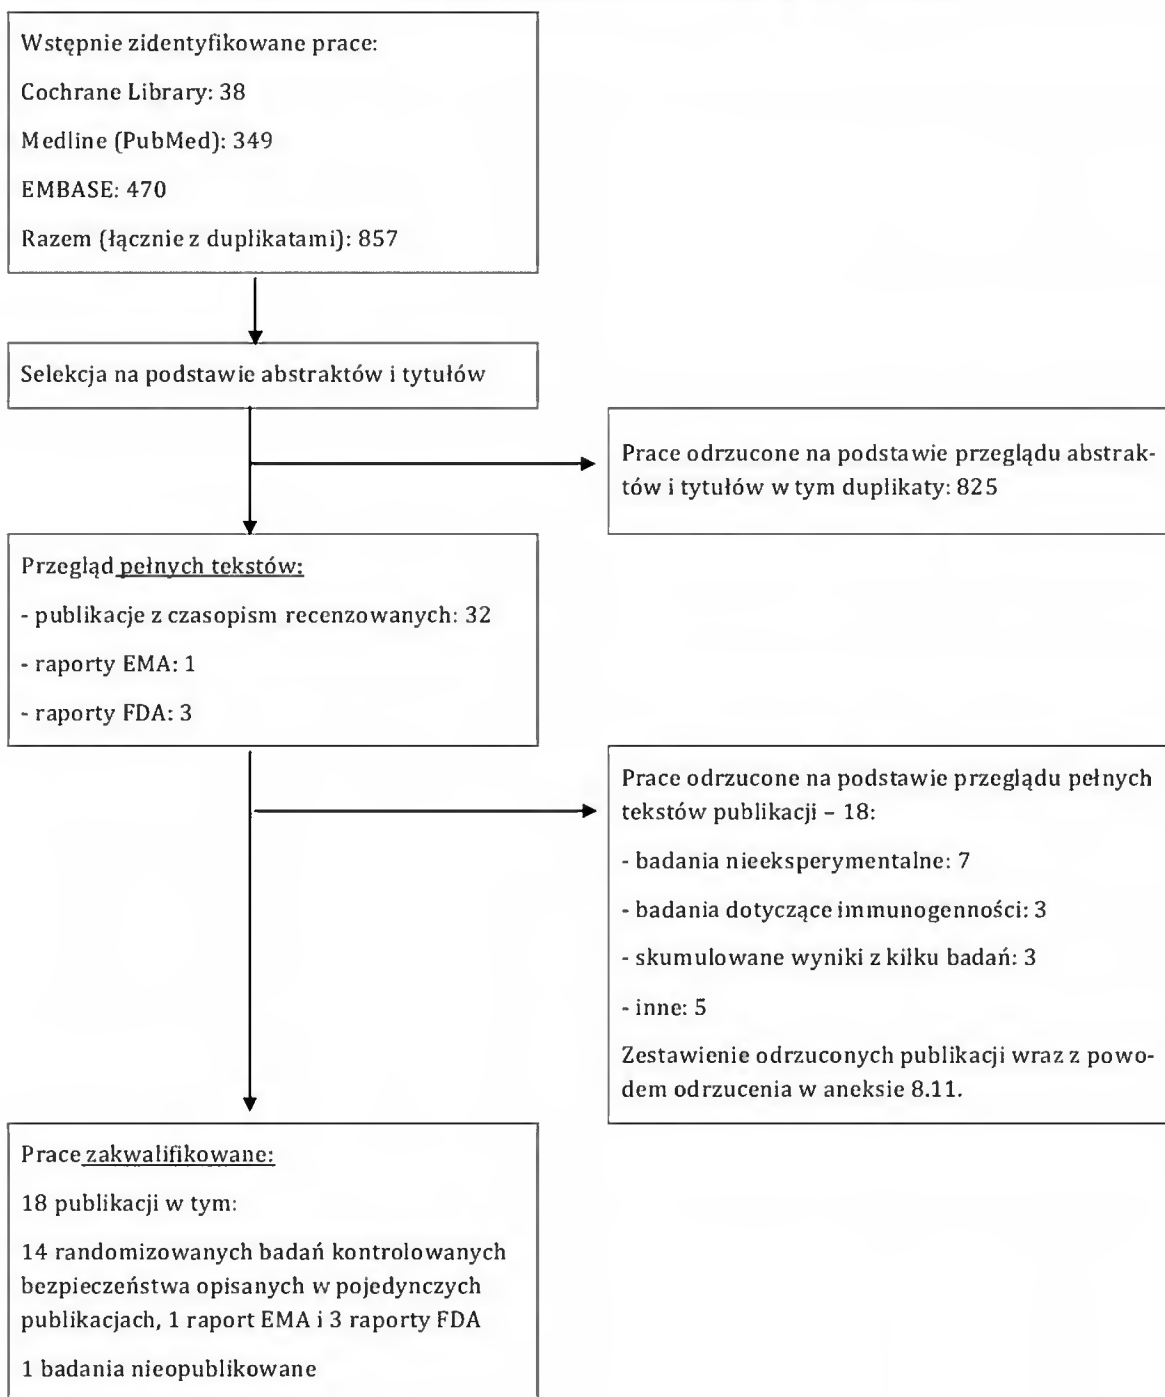 Wstępnie zidentyfikowane prace:
Cochrane Library: 38
Medline (PubMed): 349
EMBASE: 470
Razem (łącznie z duplikatami): 857
Selekcja na podstawie abstraktów i tytułów
Prace odrzucone na podstawie przeglądu abstrak-
tów i tytułów w tym duplikaty: 825
Przegląd pełnych tekstów:
- publikacje z czasopism recenzowanych: 32
- raporty EMA: 1
- raporty FDA: 3
Prace odrzucone na podstawie przeglądu pełnych
tekstów publikacji – 18:
- badania nieeksperymentalne: 7
- badania dotyczące immunogenności: 3
- skumulowane wyniki z kilku badań: 3
- inne: 5
Zestawienie odrzuconych publikacji wraz z powo-
dem odrzucenia w aneksie 8.11.
Prace zakwalifikowane:
18 publikacji w tym:
14 randomizowanych badań kontrolowanych
bezpieczeństwa opisanych w pojedynczych
publikacjach, 1 raport EMA i 3 raporty FDA
1 badania nieopublikowane